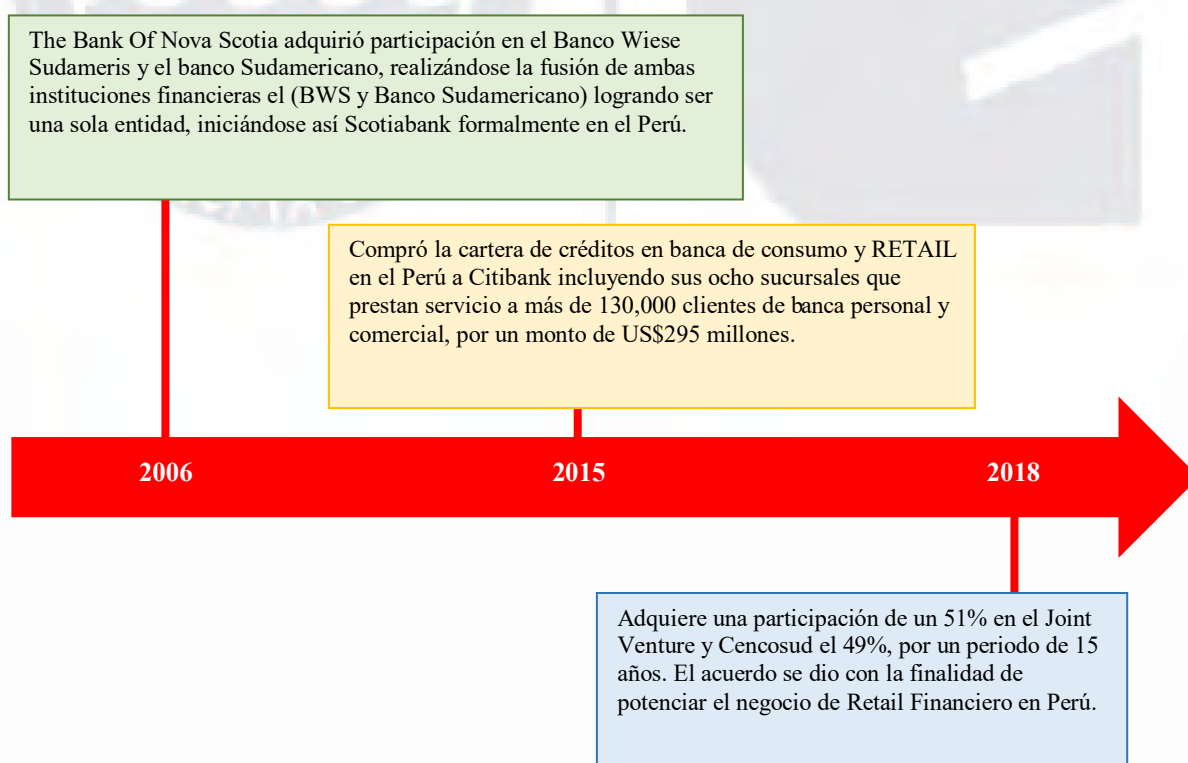 The Bank Of Nova Scotia adquirió participación en el Banco Wiese
Sudameris y el banco Sudamericano, realizándose la fusión de ambas
instituciones financieras el (BWS y Banco Sudamericano) logrando ser
una sola entidad, iniciándose así Scotiabank formalmente en el Perú.
Compró la cartera de créditos en banca de consumo y RETAIL
en el Perú a Citibank incluyendo sus ocho sucursales que
prestan servicio a más de 130,000 clientes de banca personal y
comercial, por un monto de US$295 millones.
2006
2015
2018
Adquiere una participación de un 51% en el Joint
Venture y Cencosud el 49%, por un periodo de 15
años. El acuerdo se dio con la finalidad de
potenciar el negocio de Retail Financiero en Perú.